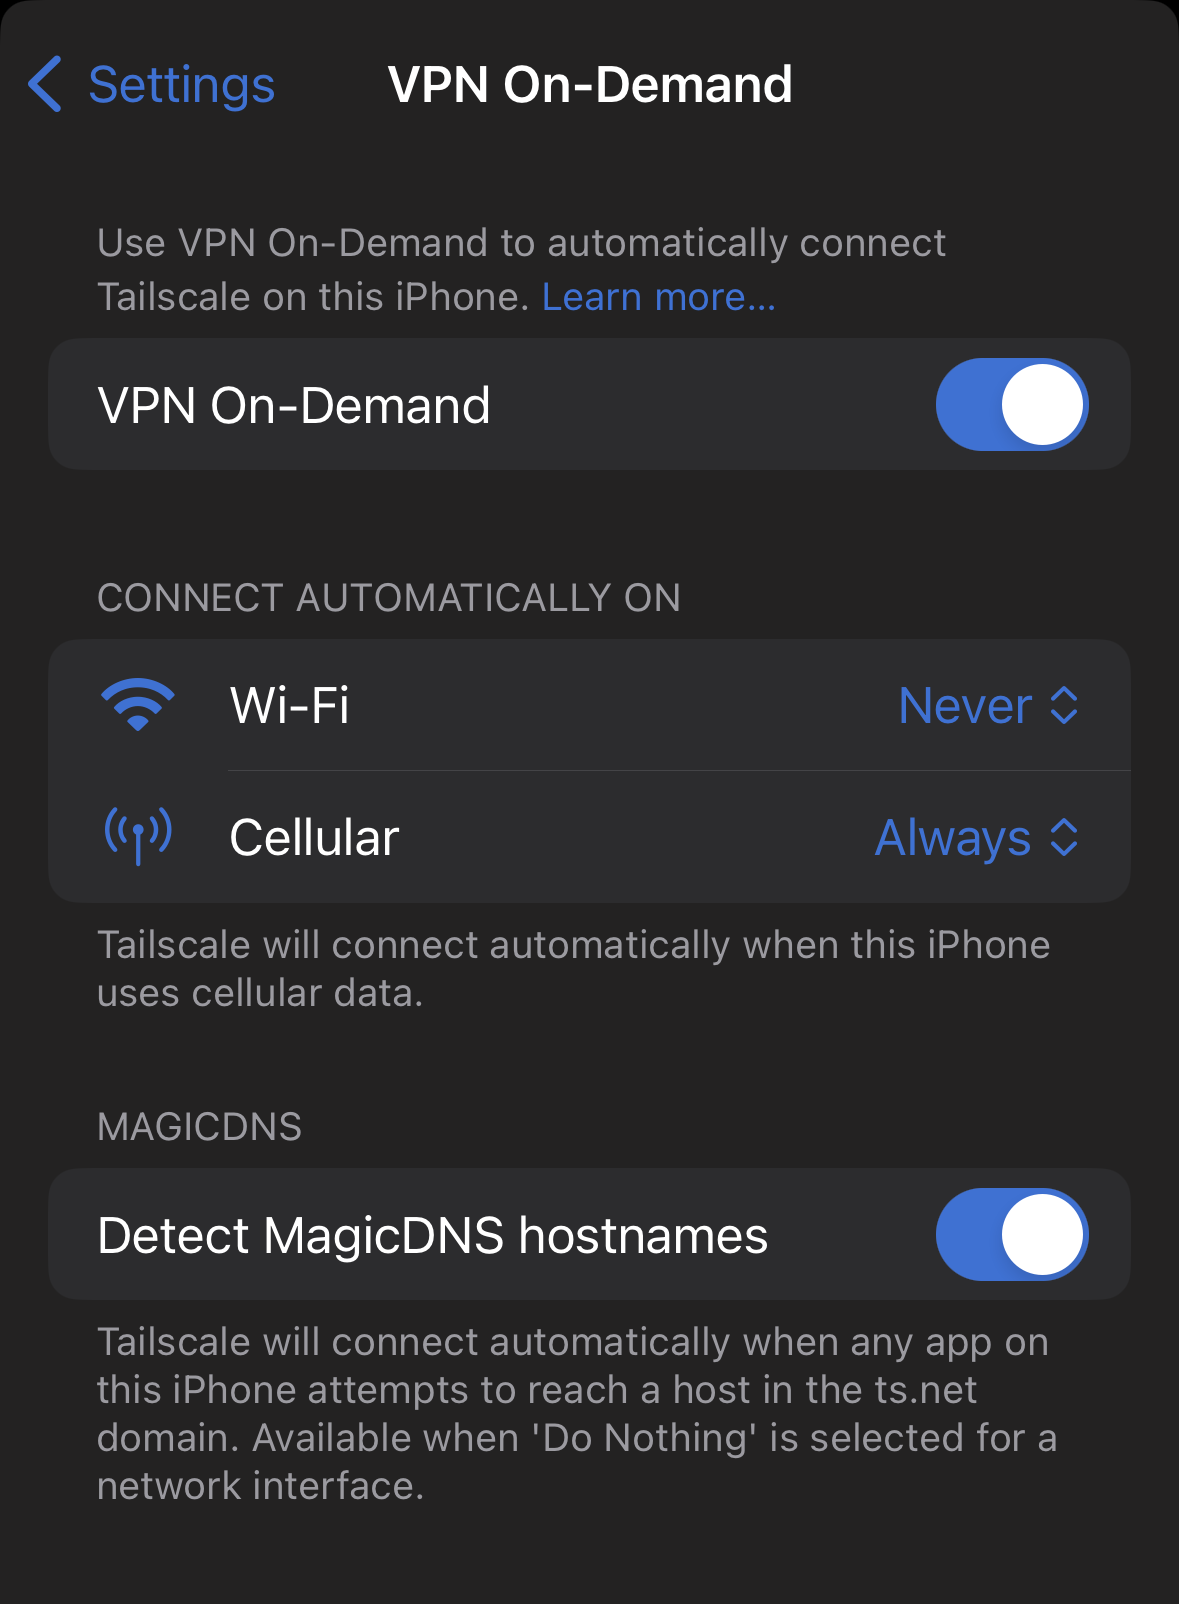 Settings
VPN On-Demand
Use VPN On-Demand to automatically connect
Tailscale on this iPhone. Learn more...
VPN On-Demand
CONNECT AUTOMATICALLY ON
Wi-Fi
Never
Cellular
Always
Tailscale will connect automatically when this iPhone
uses cellular data.
MAGICDNS
Detect MagicDNS hostnames
Tailscale will connect automatically when any app on
this iPhone attempts to reach a host in the ts.net
domain. Available when 'Do Nothing' is selected for a
network interface.